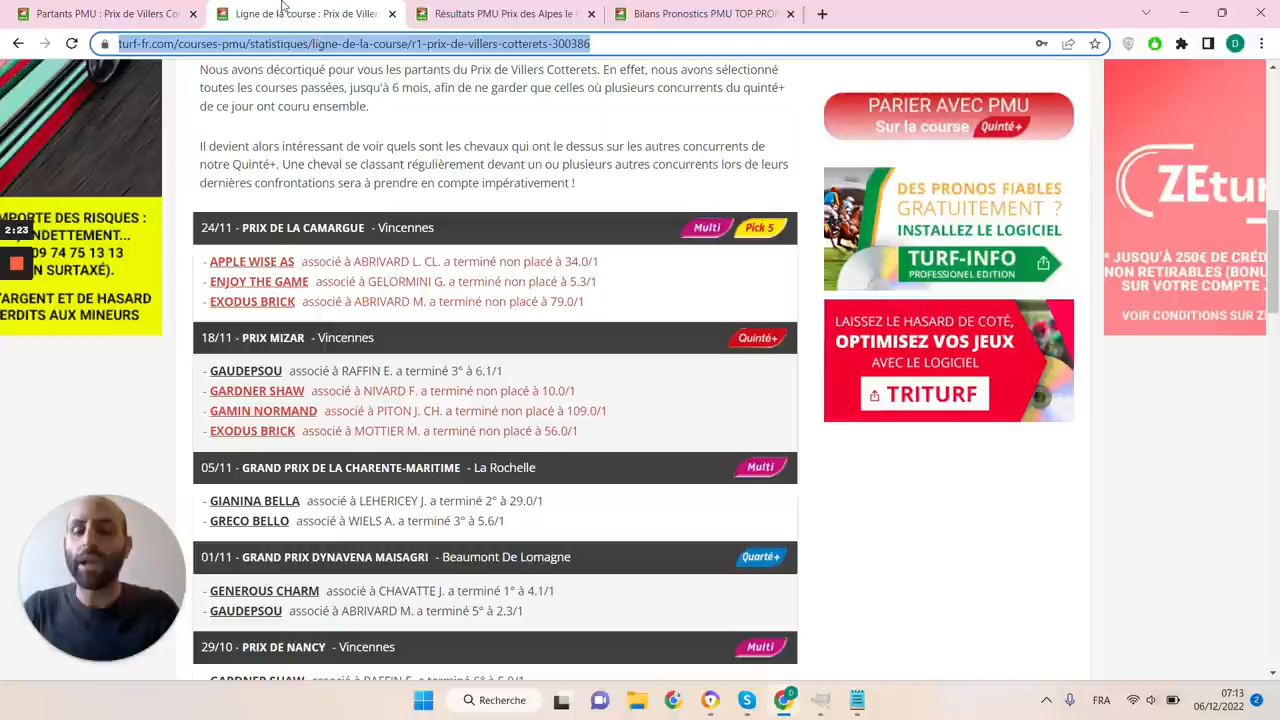 Partants PMU du Prix de Villers
Ligne de la course : Prix de Viller
Résultats PMU Prix des Alpes le
Bilans Pronostics PMU TOP PRON
turf-fr.com/courses-pmu/statistiques/ligne-de-la-course/r1-prix-de-villers-cotterets-300386
D
Nous avons décortiqué pour vous les partants du Prix de Villers Cotterets. En effet, nous avons sélectionné
toutes les courses passées, jusqu'à 6 mois, afin de ne garder que celles où plusieurs concurrents du quinté+
de ce jour ont couru ensemble.
Il devient alors intéressant de voir quels sont les chevaux qui ont le dessus sur les autres concurrents de
notre Quinté+. Une cheval se classant régulièrement devant un ou plusieurs autres concurrents lors de leurs
dernières confrontations sera à prendre en compte impérativement !
24/11 - PRIX DE LA CAMARGUE - Vincennes Multi Pick 5
- APPLE WISE AS associé à ABRIVARD L. CL. a terminé non placé à 34.0/1
- ENJOY THE GAME associé à GELORMINI G. a terminé non placé à 5.3/1
- EXODUS BRICK associé à ABRIVARD M. a terminé non placé à 79.0/1
18/11 - PRIX MIZAR - Vincennes Quinté+
- GAUDEPSOU associé à RAFFIN E. a terminé 3° à 6.1/1
- GARDNER SHAW associé à NIVARD F. a terminé non placé à 10.0/1
- GAMIN NORMAND associé à PITON J. CH. a terminé non placé à 109.0/1
- EXODUS BRICK associé à MOTTIER M. a terminé non placé à 56.0/1
05/11 - GRAND PRIX DE LA CHARENTE-MARITIME - La Rochelle Multi
- GIANINA BELLA associé à LEHERICEY J. a terminé 2° à 29.0/1
- GRECO BELLO associé à WIELS A. a terminé 3° à 5.6/1
01/11 - GRAND PRIX DYNAVENA MAISAGRI - Beaumont De Lomagne Quarté+
- GENEROUS CHARM associé à CHAVATTE J. a terminé 1° à 4.1/1
- GAUDEPSOU associé à ABRIVARD M. a terminé 5° à 2.3/1
29/10 - PRIX DE NANCY - Vincennes Multi
- GARDNER SHAW associé à RAFFIN E. a terminé 6° à 5.9/1
MPORTE DES RISQUES :
2:23
NDETTEMENT...
09 74 75 13 13
N SURTAXÉ).
'ARGENT ET DE HASARD
ERDITS AUX MINEURS
PARIER AVEC PMU
Sur la course Quinté+
DES PRONOS FIABLES
GRATUITEMENT ?
INSTALLEZ LE LOGICIEL
TURF-INFO
PROFESSIONEL EDITION
LAISSEZ LE HASARD DE COTÉ,
OPTIMISEZ VOS JEUX
AVEC LE LOGICIEL
TRITURF
ZEtur
* JUSQU'À 250€ DE CRÉD
NON RETIRABLES (BONU
SUR VOTRE COMPTE .
VOIR CONDITIONS SUR ZE
Recherche
D
FRA
07:13
06/12/2022
2